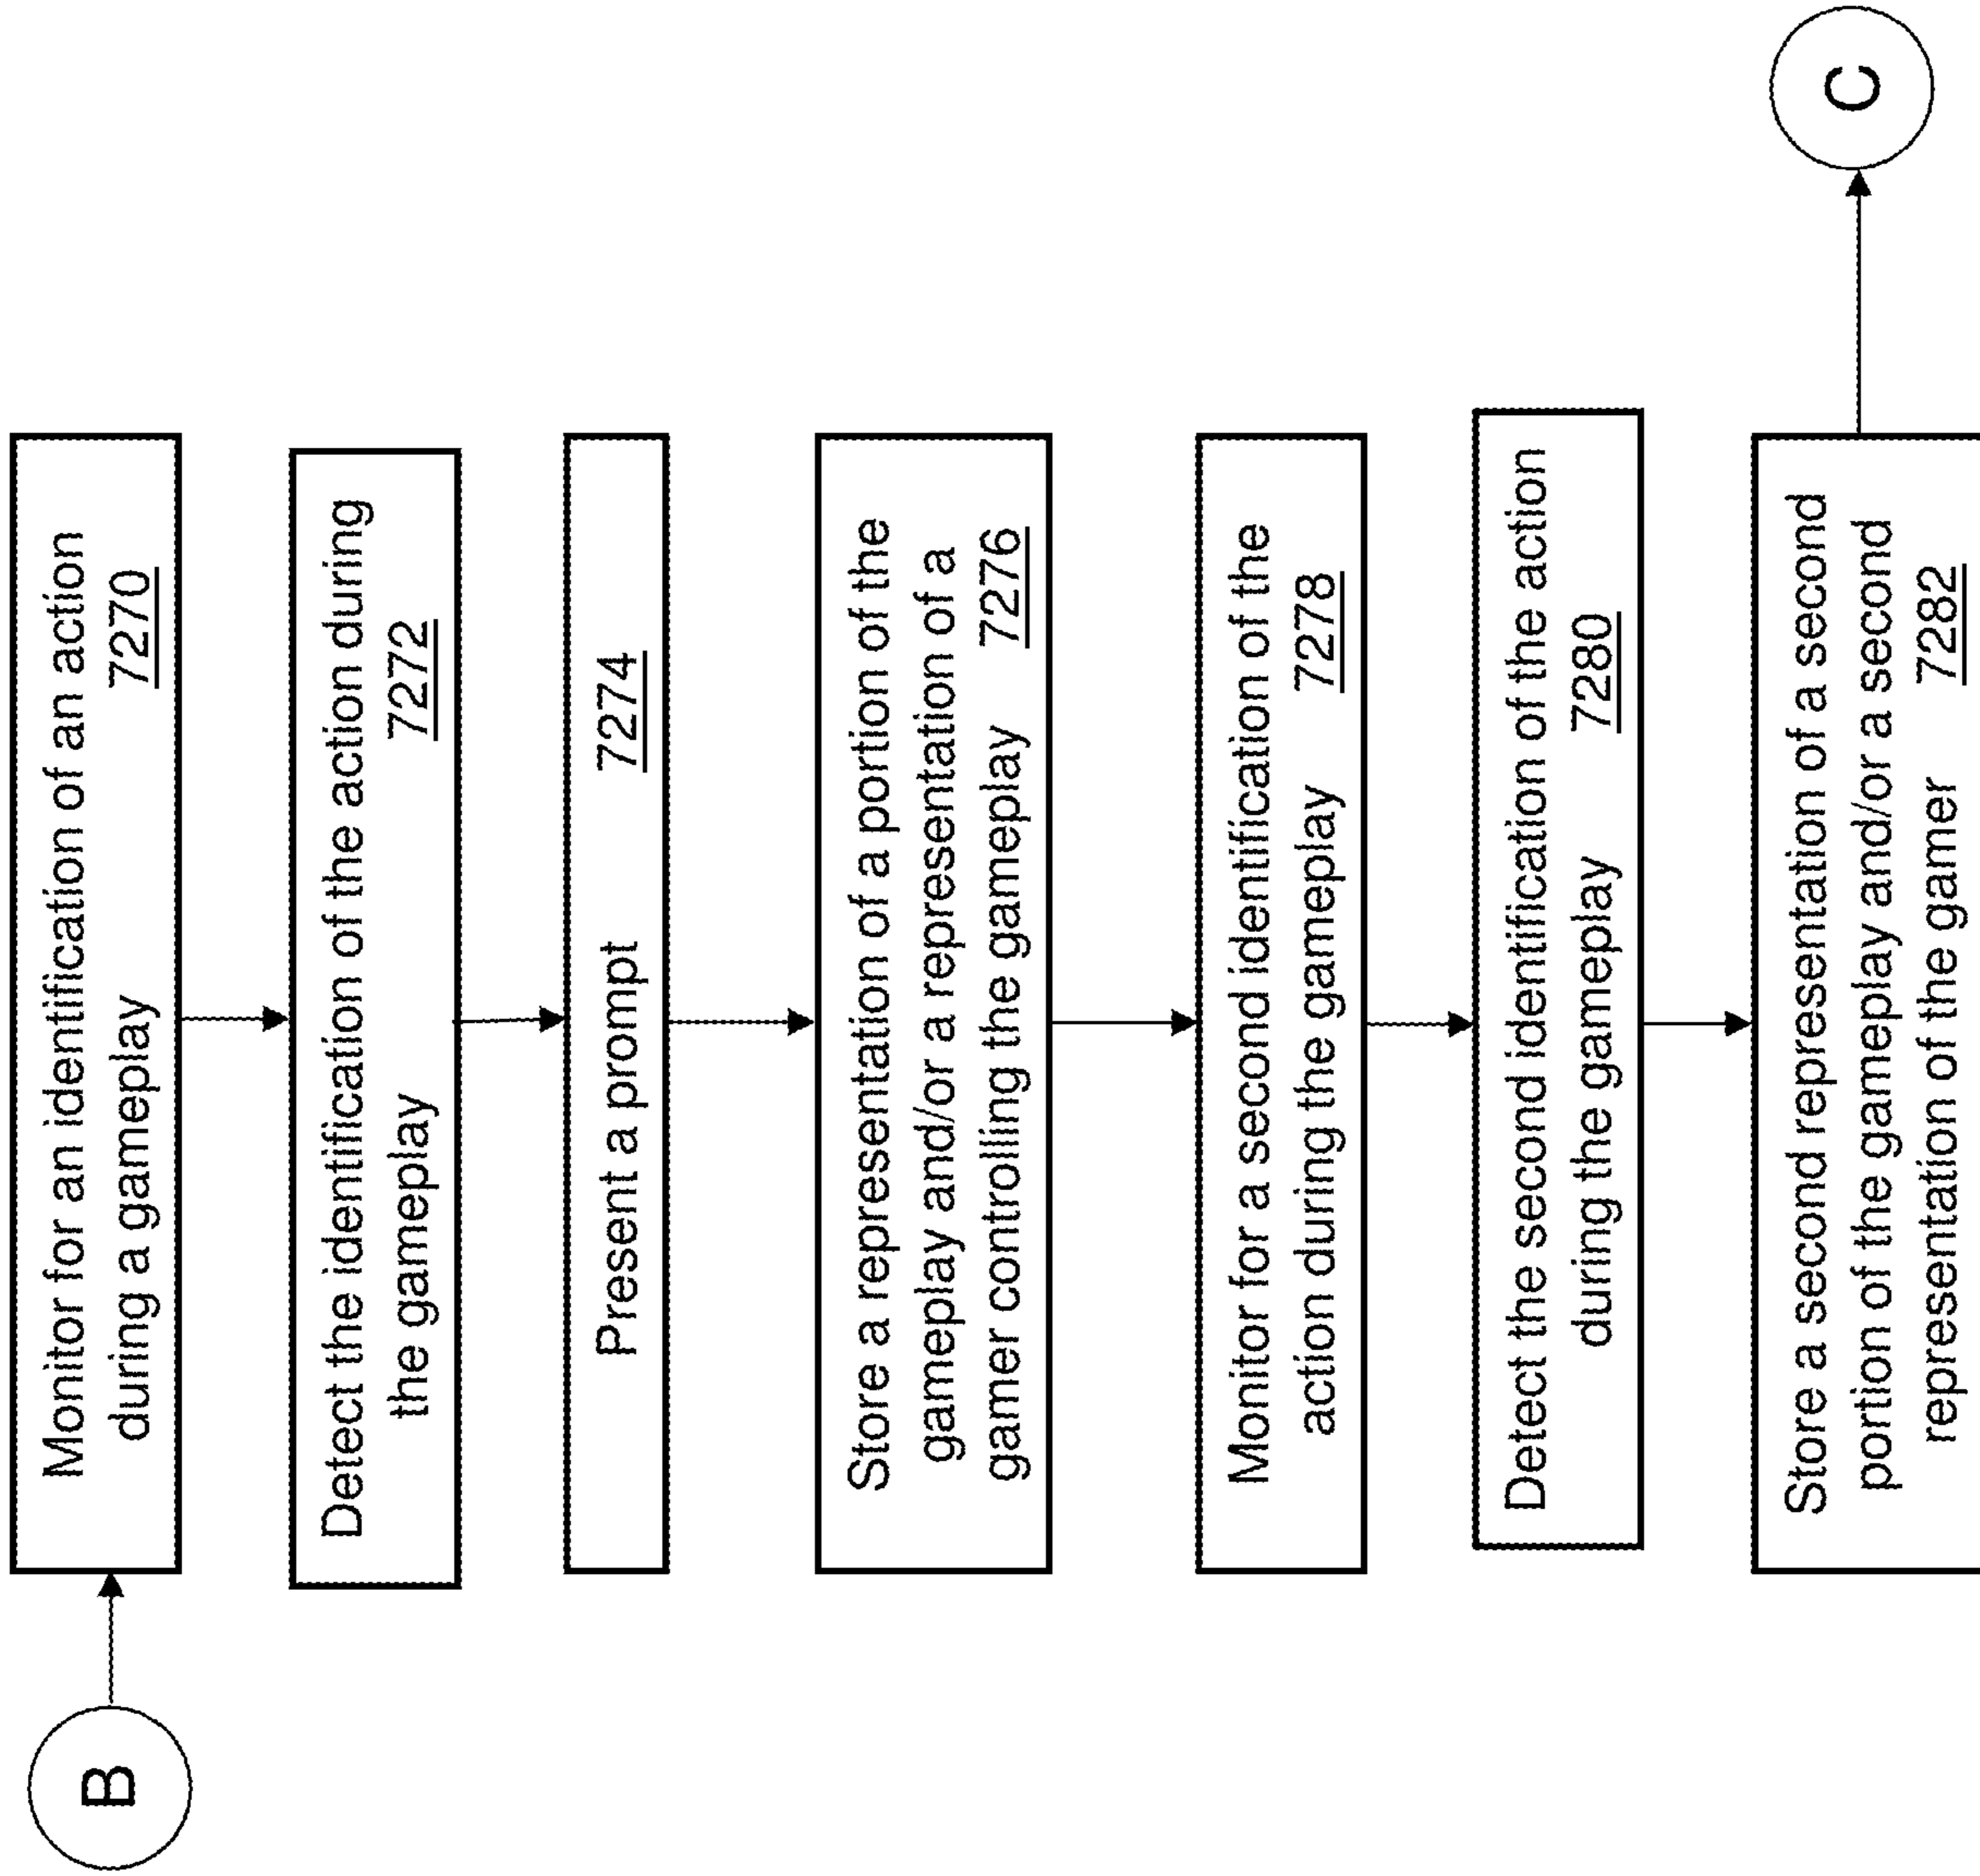 B
Monitor for an identification of an action
during a gameplay 7270
Detect the identification of the action during
the gameplay 7272
Present a prompt 7274
Store a representation of a portion of the
gameplay and/or a representation of a
gamer controlling the gameplay 7276
Monitor for a second identification of the
action during the gameplay 7278
Detect the second identification of the action
during the gameplay 7280
Store a second representation of a second
portion of the gameplay and/or a second
representation of the gamer 7282
C